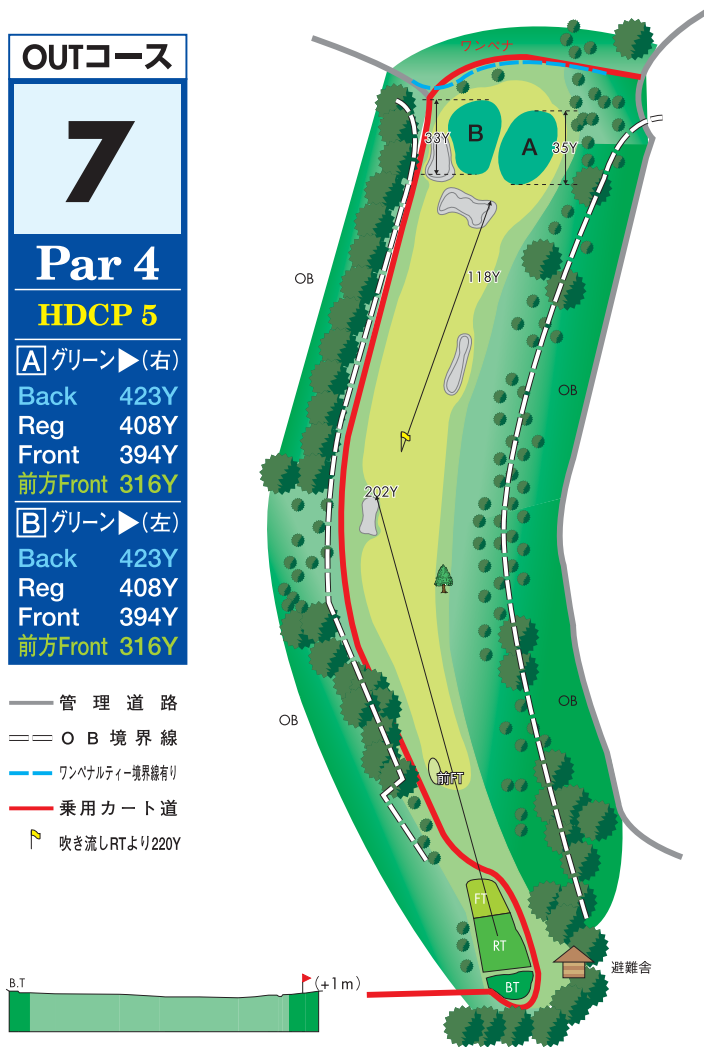 OUTコース
7
Par 4
HDCP 5
A グリーン▶(右)
Back 423Y
Reg 408Y
Front 394Y
前方Front 316Y
B グリーン▶(左)
Back 423Y
Reg 408Y
Front 394Y
前方Front 316Y
管理道路
OB境界線
ワンペナルティー境界線有り
乗用カート道
吹き流しRTより220Y
B.T
(+1m)
ワンペナ
33Y
B
A
35Y
118Y
OB
OB
202Y
OB
OB
前FT
FT
RT
BT
避難舎